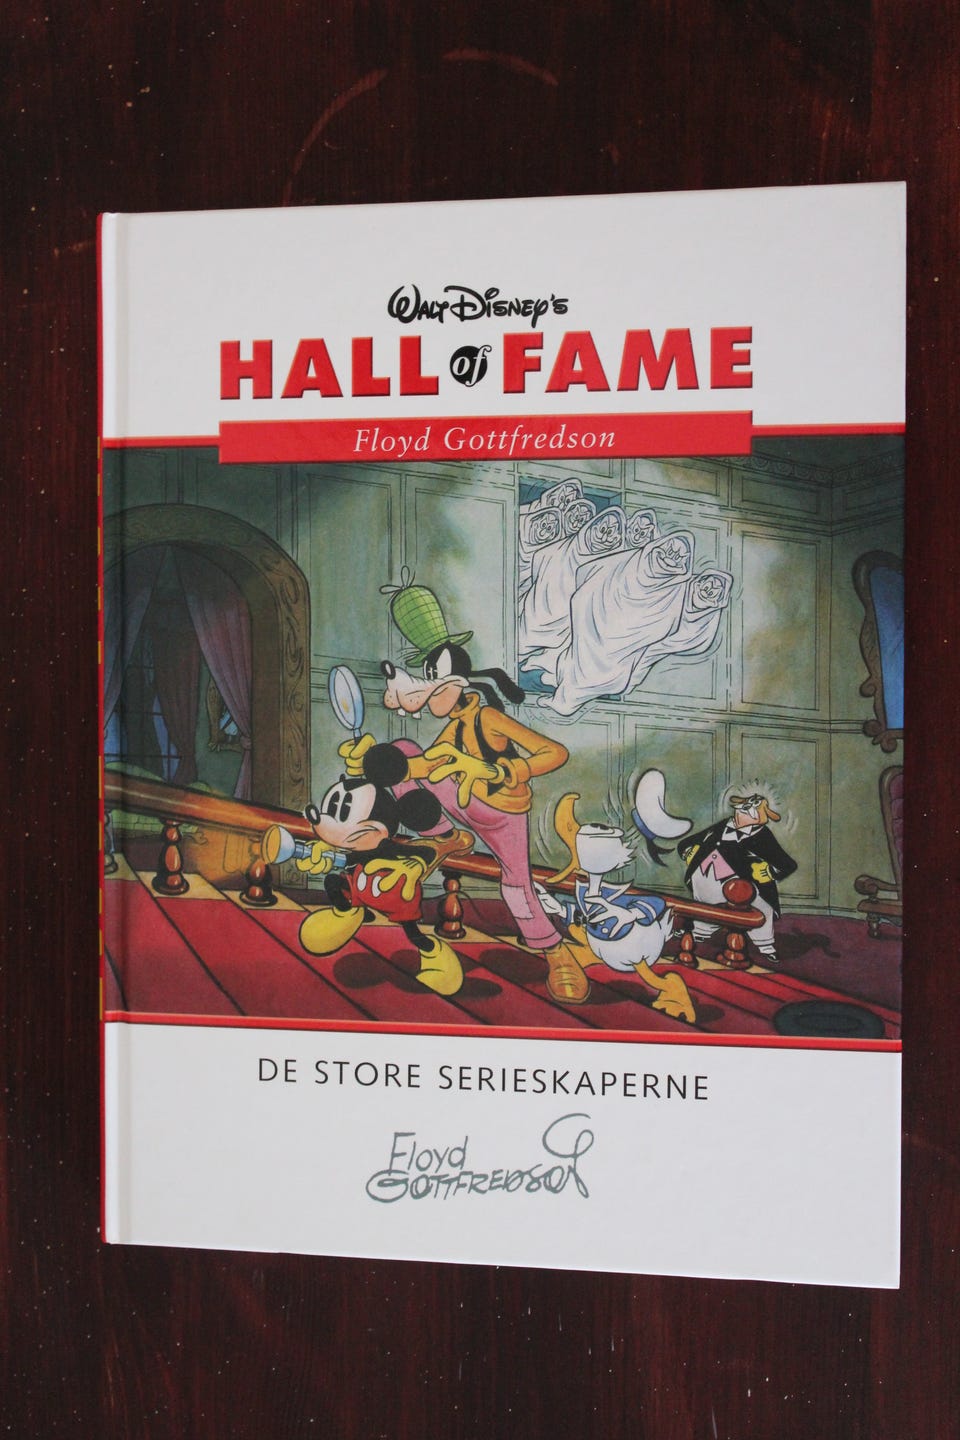 Walt Disney's
HALL of FAME
Floyd Gottfredson
DE STORE SERIESKAPERNE
Floyd
GOTTFREDSON